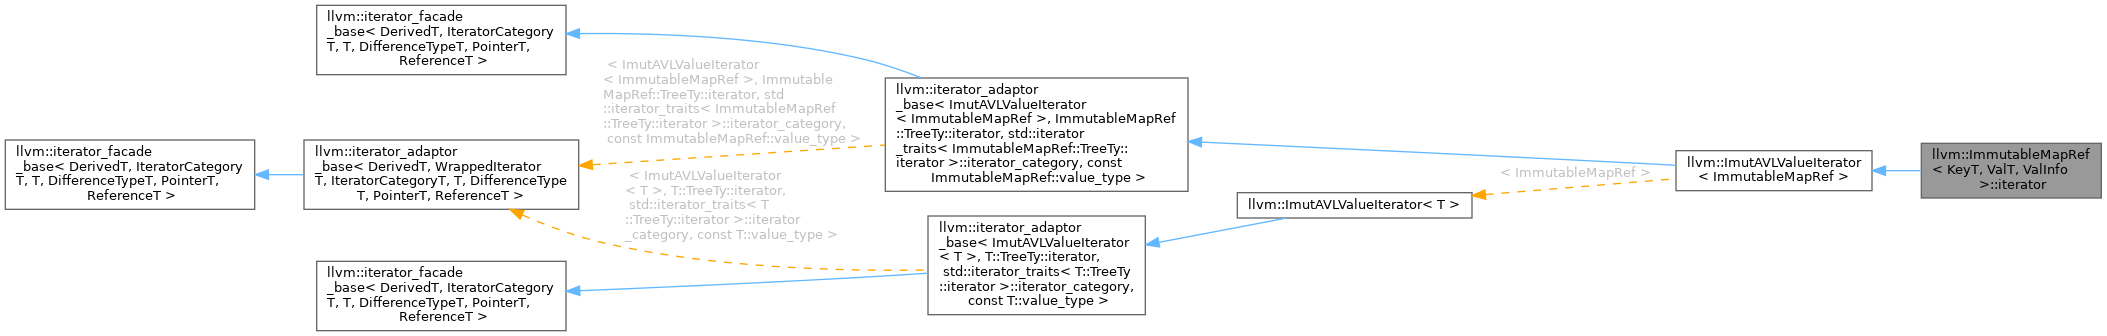 llvm::iterator_facade
_base< DerivedT, IteratorCategory
T, T, DifferenceTypeT, PointerT,
ReferenceT >
llvm::iterator_adaptor
_base< DerivedT, WrappedIterator
T, IteratorCategoryT, T, DifferenceType
T, PointerT, ReferenceT >
llvm::iterator_facade
_base< DerivedT, IteratorCategory
T, T, DifferenceTypeT, PointerT,
ReferenceT >
< ImutAVLValueIterator
< ImmutableMapRef >, Immutable
MapRef::TreeTy::iterator, std
::iterator_traits< ImmutableMapRef
::TreeTy::iterator >::iterator_category,
const ImmutableMapRef::value_type >
< ImutAVLValueIterator
< T >, T::TreeTy::iterator,
std::iterator_traits< T
::TreeTy::iterator >::iterator
_category, const T::value_type >
llvm::iterator_facade
_base< DerivedT, IteratorCategory
T, T, DifferenceTypeT, PointerT,
ReferenceT >
llvm::iterator_adaptor
_base< ImutAVLValueIterator
< ImmutableMapRef >, ImmutableMapRef
::TreeTy::iterator, std::iterator
_traits< ImmutableMapRef::TreeTy::
iterator >::iterator_category, const
ImmutableMapRef::value_type >
llvm::iterator_adaptor
_base< ImutAVLValueIterator
< T >, T::TreeTy::iterator,
std::iterator_traits< T::TreeTy
::iterator >::iterator_category,
const T::value_type >
llvm::ImutAVLValueIterator< T >
< ImmutableMapRef >
llvm::ImutAVLValueIterator
< ImmutableMapRef >
llvm::ImmutableMapRef
< KeyT, ValT, ValInfo
>::iterator